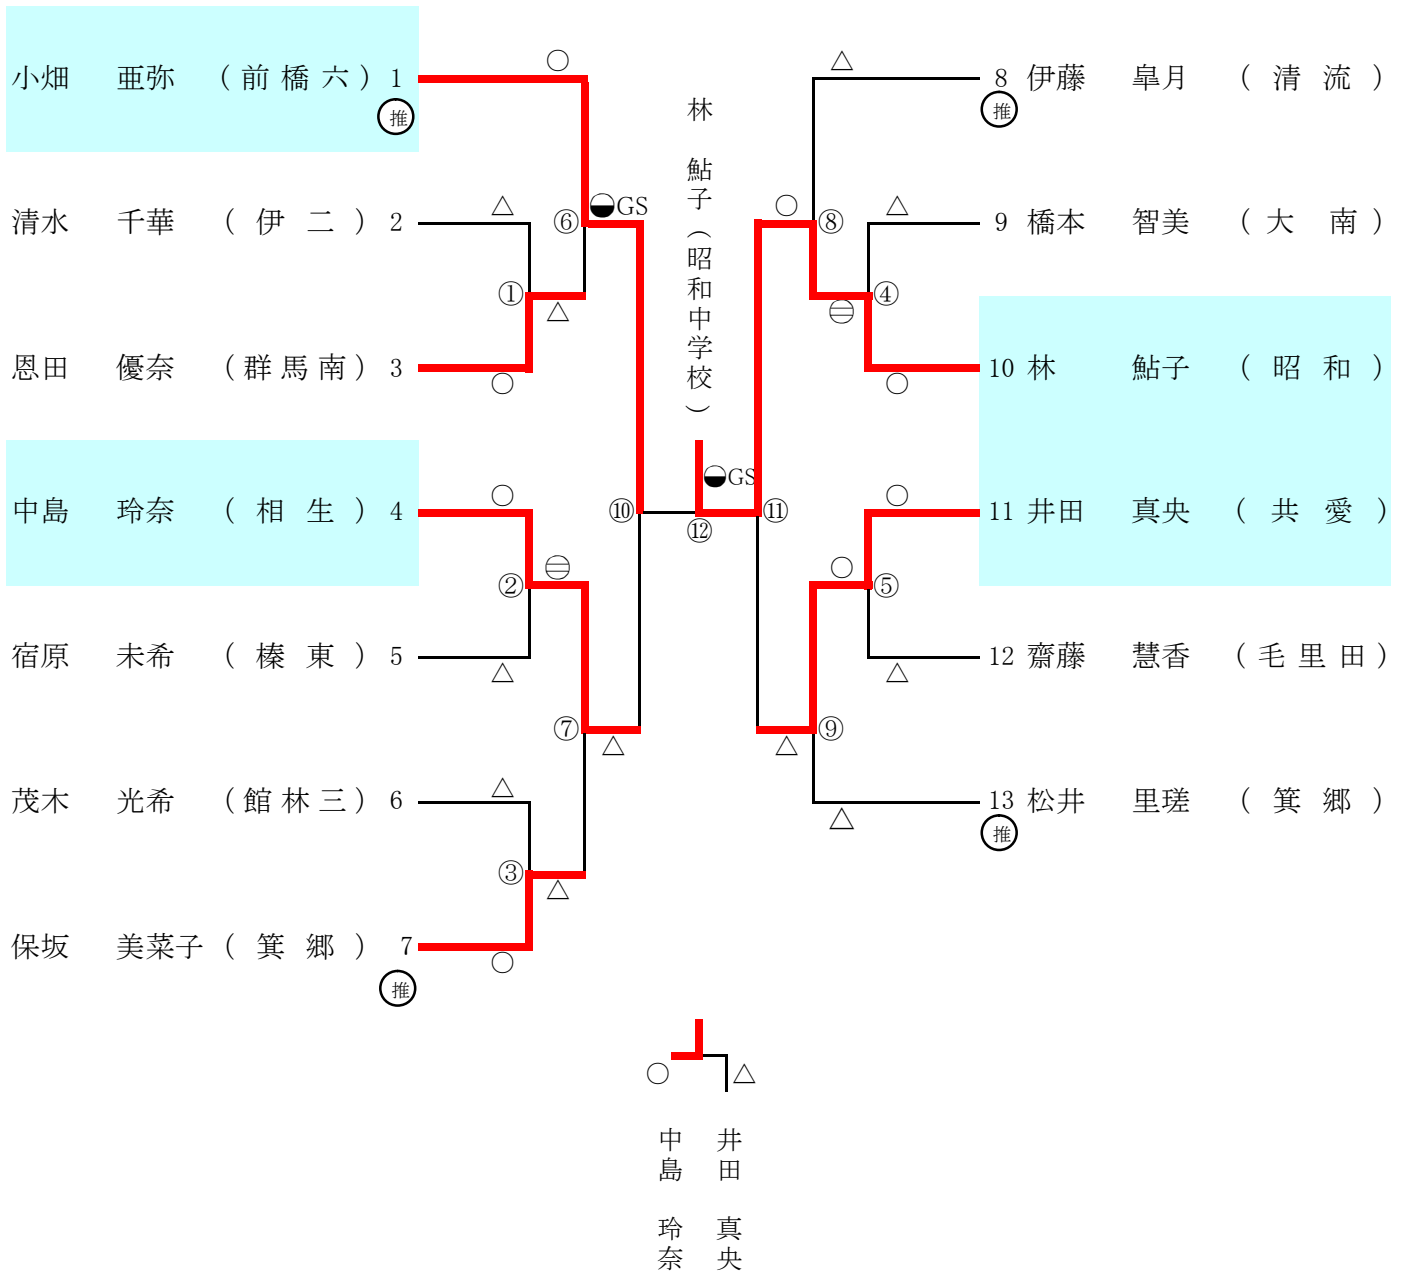 小畑 亜弥 (前橋六) 1
推
清水 千華 (伊二) 2
恩田 優奈 (群馬南) 3
中島 玲奈 (相生) 4
宿原 未希 (榛東) 5
茂木 光希 (館林三) 6
保坂 美菜子 (箕郷) 7
推
○
△
⑥
GS
①
△
○
○
②
△
⑦
△
△
③
△
○
⑩
林 鮎子(昭和中学校)
GS
⑫
⑪
△
○
⑧
△
④
○
○
○
⑤
△
⑨
△
△
8 伊藤 皐月 (清流)
推
9 橋本 智美 (大南)
10 林 鮎子 (昭和)
11 井田 真央 (共愛)
12 齋藤 慧香 (毛里田)
13 松井 里瑳 (箕郷)
推
○
△
中島 玲奈
井田 真央